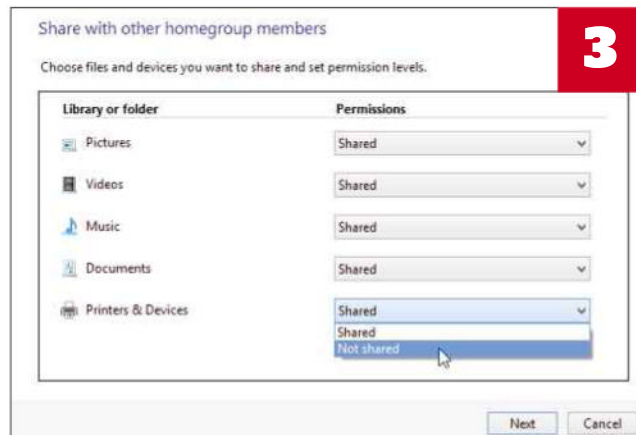 Share with other homegroup members
3
Choose files and devices you want to share and set permission levels.
Library or folder Permissions
Pictures Shared
Videos Shared
Music Shared
Documents Shared
Printers & Devices Shared
Shared
Not shared
Next Cancel